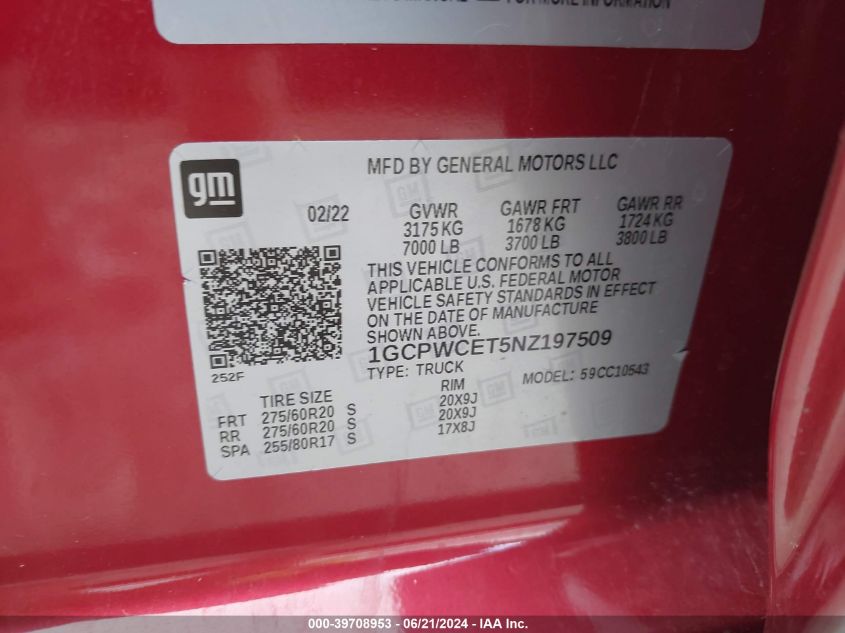 FOR MORE INFORMATION
gm
MFD BY GENERAL MOTORS LLC
02/22 GVWR GAWR FRT GAWR RR
3175 KG 1678 KG 1724 KG
7000 LB 3700 LB 3800 LB
THIS VEHICLE CONFORMS TO ALL
APPLICABLE U.S. FEDERAL MOTOR
VEHICLE SAFETY STANDARDS IN EFFECT
ON THE DATE OF MANUFACTURE
SHOWN ABOVE.
1GCPWCET5NZ197509
252F
TYPE: TRUCK MODEL: 59CC10543
TIRE SIZE RIM
FRT 275/60R20 S 20X9J
RR 275/60R20 S 20X9J
SPA 255/80R17 S 17X8J
000-39708953 - 06/21/2024 - IAA Inc.